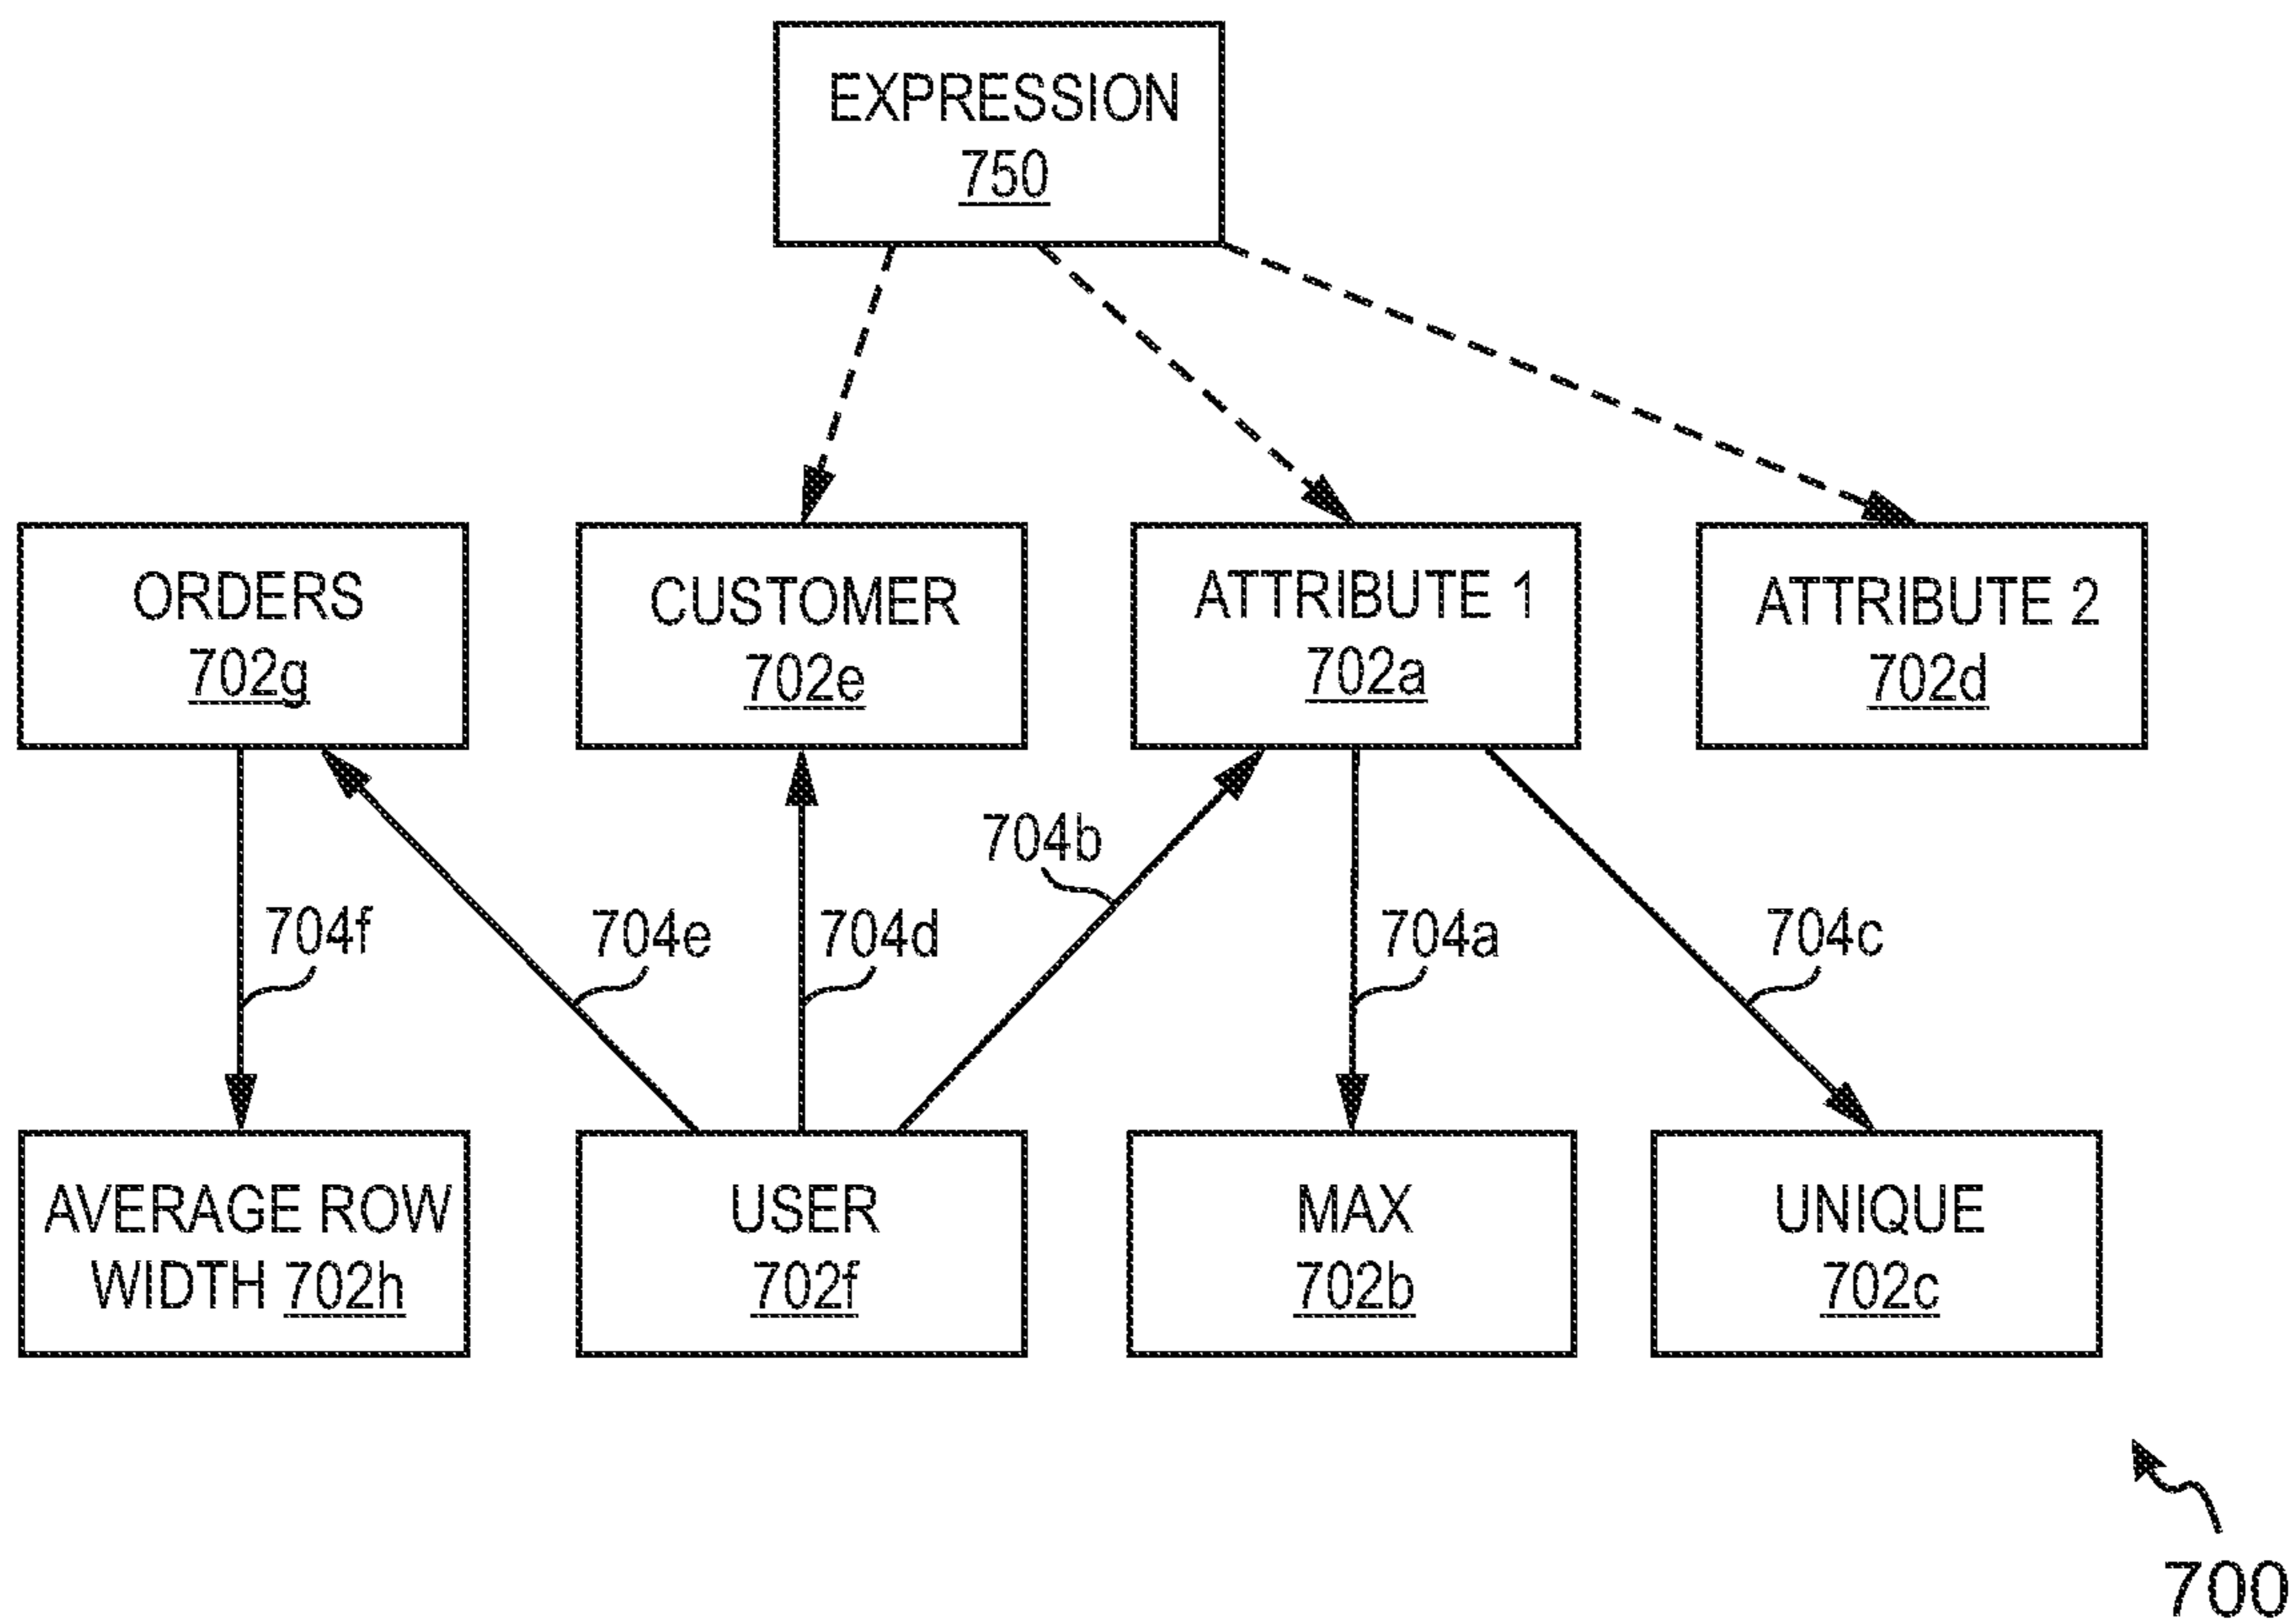 EXPRESSION
750
ORDERS
702g
CUSTOMER
702e
ATTRIBUTE 1
702a
ATTRIBUTE 2
702d
704f
704e
704d
704b
704a
704c
AVERAGE ROW
WIDTH 702h
USER
702f
MAX
702b
UNIQUE
702c
700